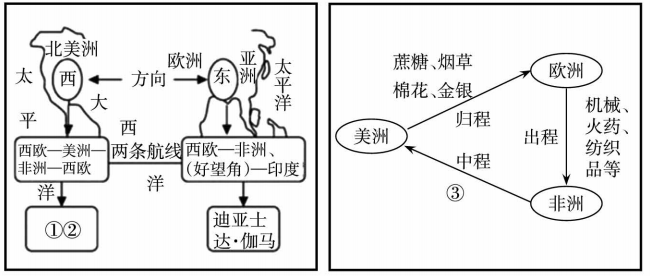 北美洲
欧洲
亚洲
太平洋
太
平
洋
大
西
洋
西
方向
东
西欧—美洲—
非洲—西欧
两条航线
西欧—非洲、
(好望角)—印度
①②
迪亚士
达·伽马
蔗糖、烟草
棉花、金银
归程
欧洲
美洲
出程
机械、
火药、
纺织
品等
中程
③
非洲